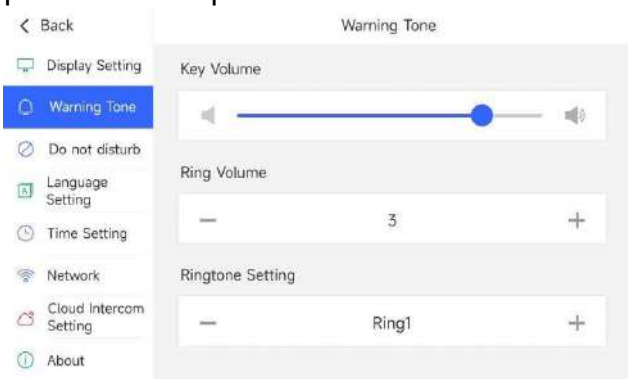 Back
Warning Tone
Display Setting
Warning Tone
Do not disturb
Language
Setting
Time Setting
Network
Cloud Intercom
Setting
About
Key Volume
Ring Volume
3
Ringtone Setting
Ring1